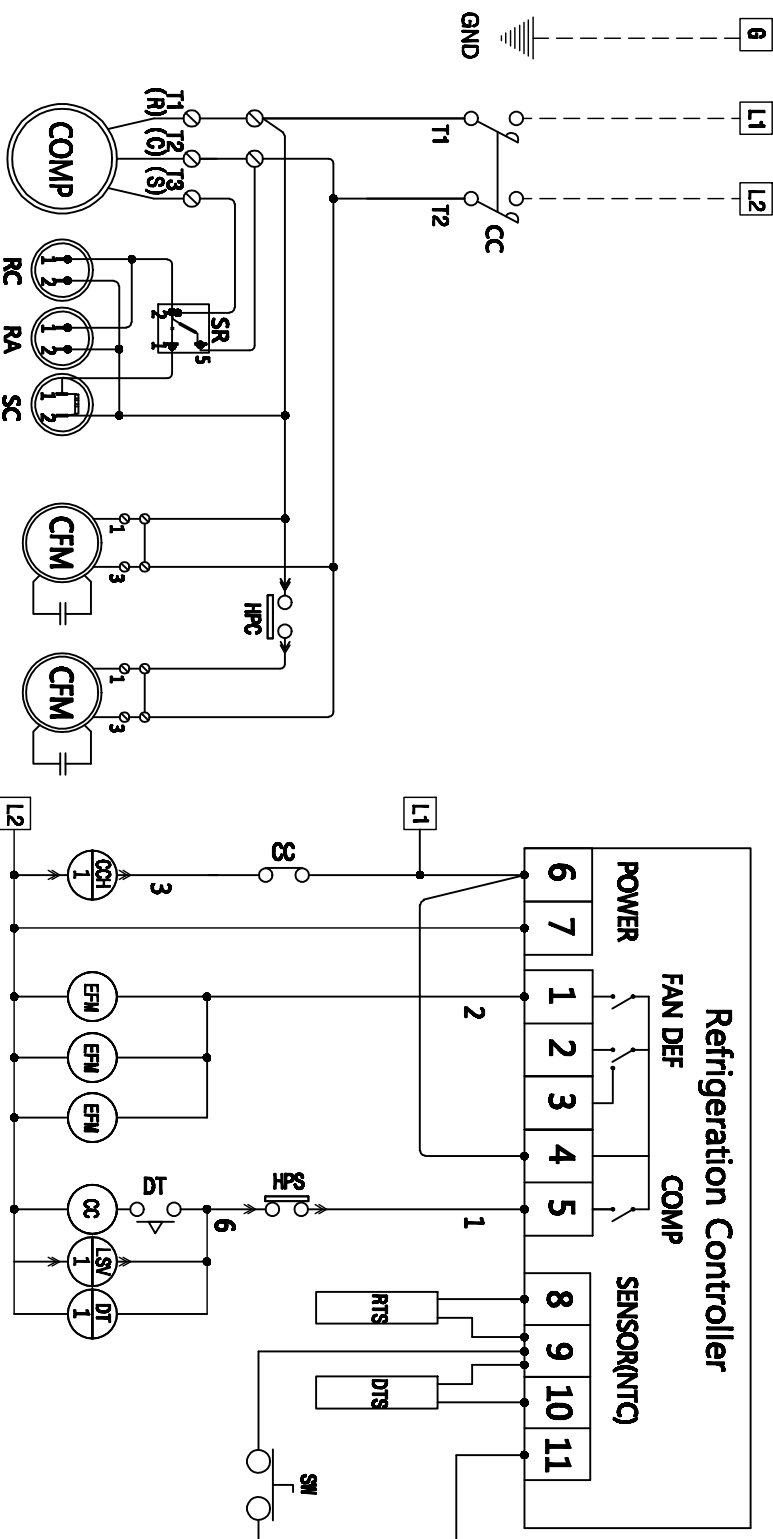 G L1 L2
CC
GND T1 T2
HPC
SR
2 1 5
T1 T2 T3
(R) (C) (S)
1 3
1 3
COMP
1 2
1 2
1 2
CFM
CFM
RC RA SC
Refrigeration Controller
FAN DEF COMP
POWER SENSOR(NTC)
6 7 1 2 3 4 5 8 9 10 11
2 1
L1
RTS DTS
SW
CC HPS
6
3 DT
CCH
1
EFM EFM EFM CC
LSV
1
DT
1
L2